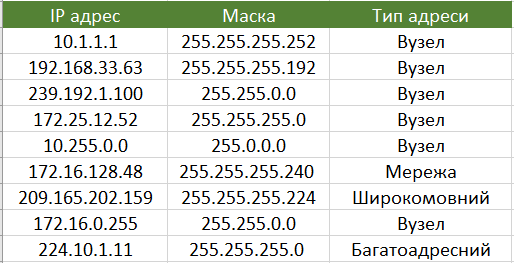 IP адрес Маска Тип адреси
10.1.1.1 255.255.255.252 Вузел
192.168.33.63 255.255.255.192 Вузел
239.192.1.100 255.255.0.0 Вузел
172.25.12.52 255.255.255.0 Вузел
10.255.0.0 255.0.0.0 Вузел
172.16.128.48 255.255.255.240 Мережа
209.165.202.159 255.255.255.224 Широкомовний
172.16.0.255 255.255.0.0 Вузел
224.10.1.11 255.255.255.0 Багатоадресний